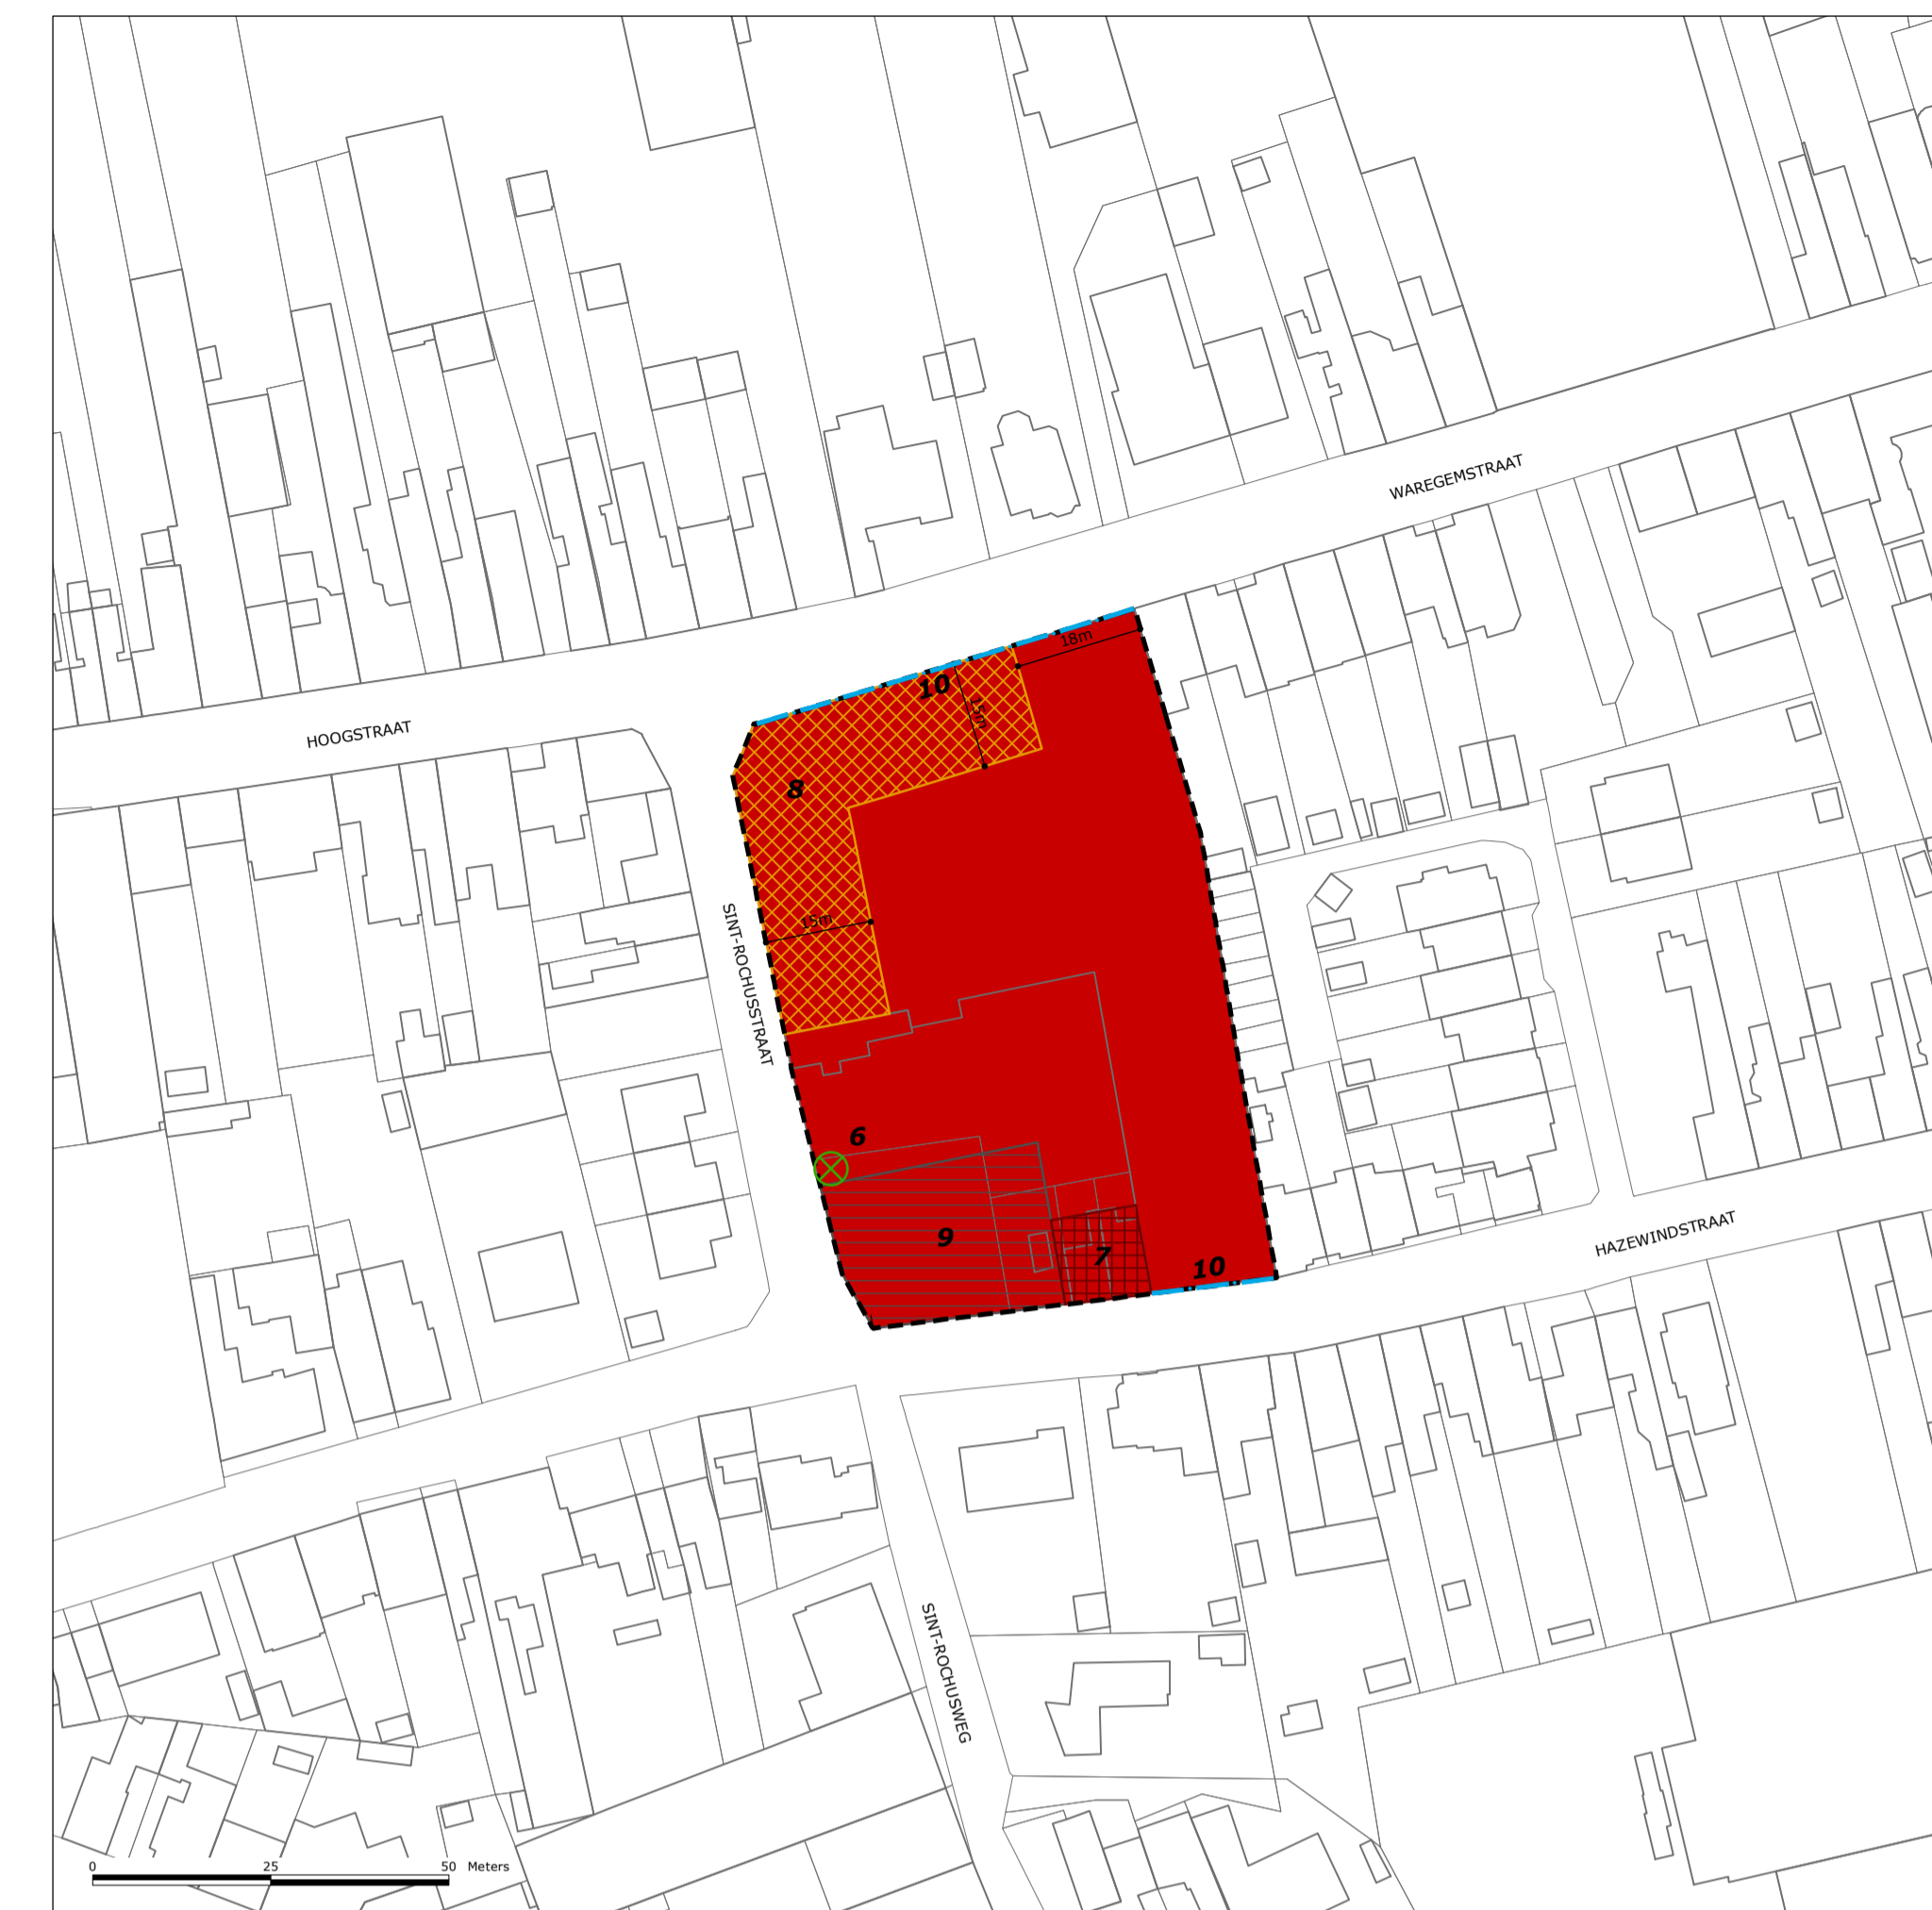 WAREGEMSTRAAT
18m
10
15m
HOOGSTRAAT
8
15m
SINT-ROCHUSSTRAAT
6
9
7
10
HAZEWINDSTRAAT
SINT-ROCHUSWEG
0 25 50 Meters